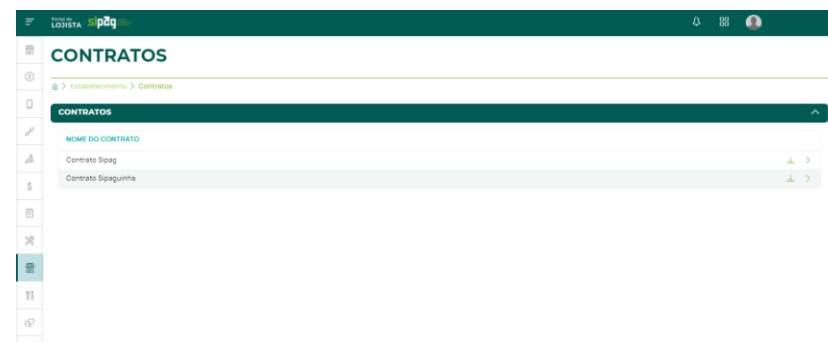 Portal do
LOJISTA sipag
CONTRATOS
Estabelecimento > Contratos
CONTRATOS
NOME DO CONTRATO
Contrato Sipag
Contrato Sipaguinha